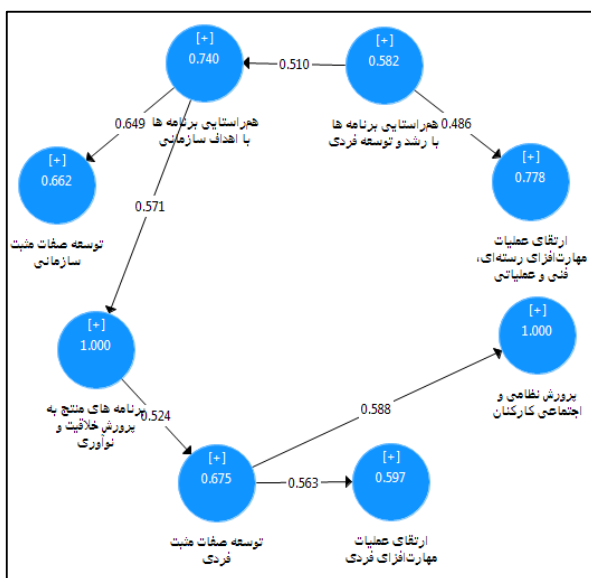 [+]
0.740
[+]
0.582
0.510
هم‌راستایی برنامه ها
با اهداف سازمانی
هم‌راستایی برنامه ها
با رشد و توسعه فردی
0.649
0.486
[+]
0.662
[+]
0.778
0.571
توسعه صفات مثبت
سازمانی
ارتقای عملیات
مهارت‌افزای رسته‌ای،
فنی و عملیاتی
[+]
1.000
[+]
1.000
برنامه های منتج به
پرورش خلاقیت و
نوآوری
0.524
0.588
پرورش نظامی و
اجتماعی کارکنان
[+]
0.675
0.563
[+]
0.597
توسعه صفات مثبت
فردی
ارتقای عملیات
مهارت‌افزای فردی